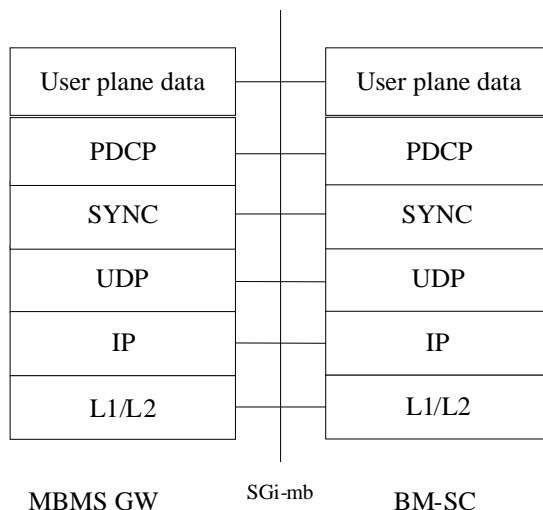 User plane data
User plane data
PDCP
PDCP
SYNC
SYNC
UDP
UDP
IP
IP
L1/L2
L1/L2
MBMS GW
SGi-mb
BM-SC